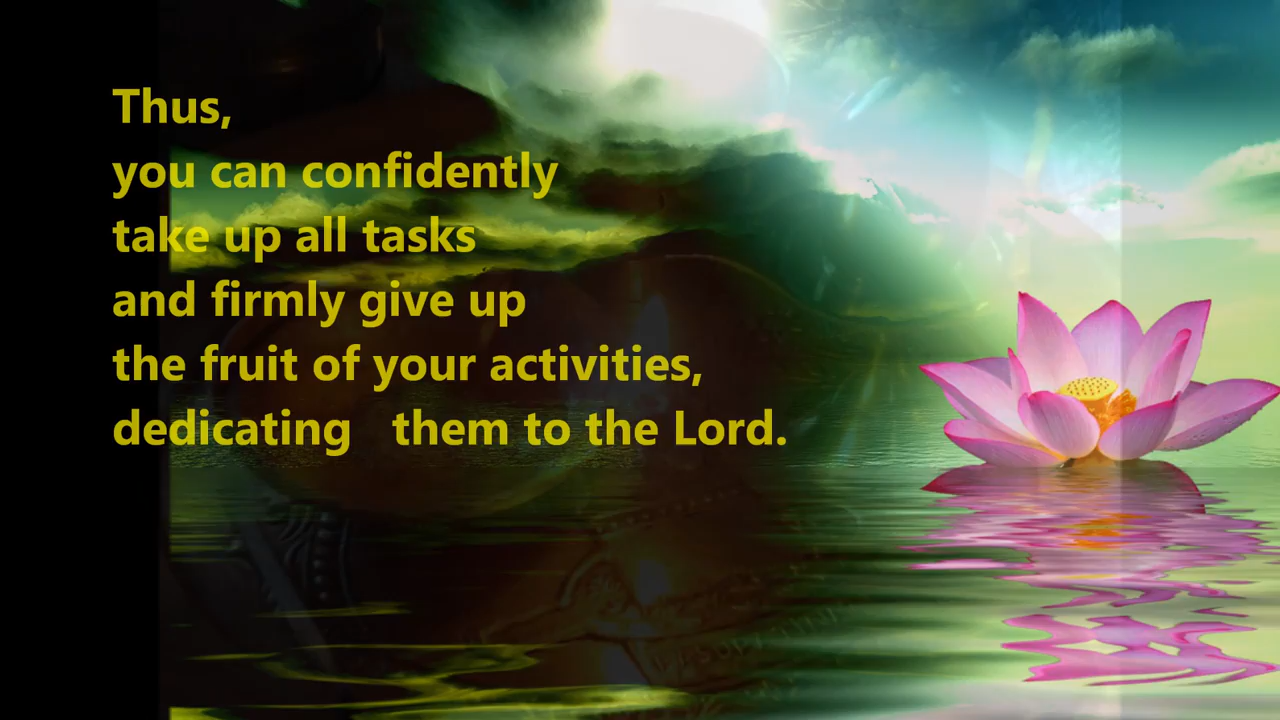 Thus,
you can confidently
take up all tasks
and firmly give up
the fruit of your activities,
dedicating them to the Lord.